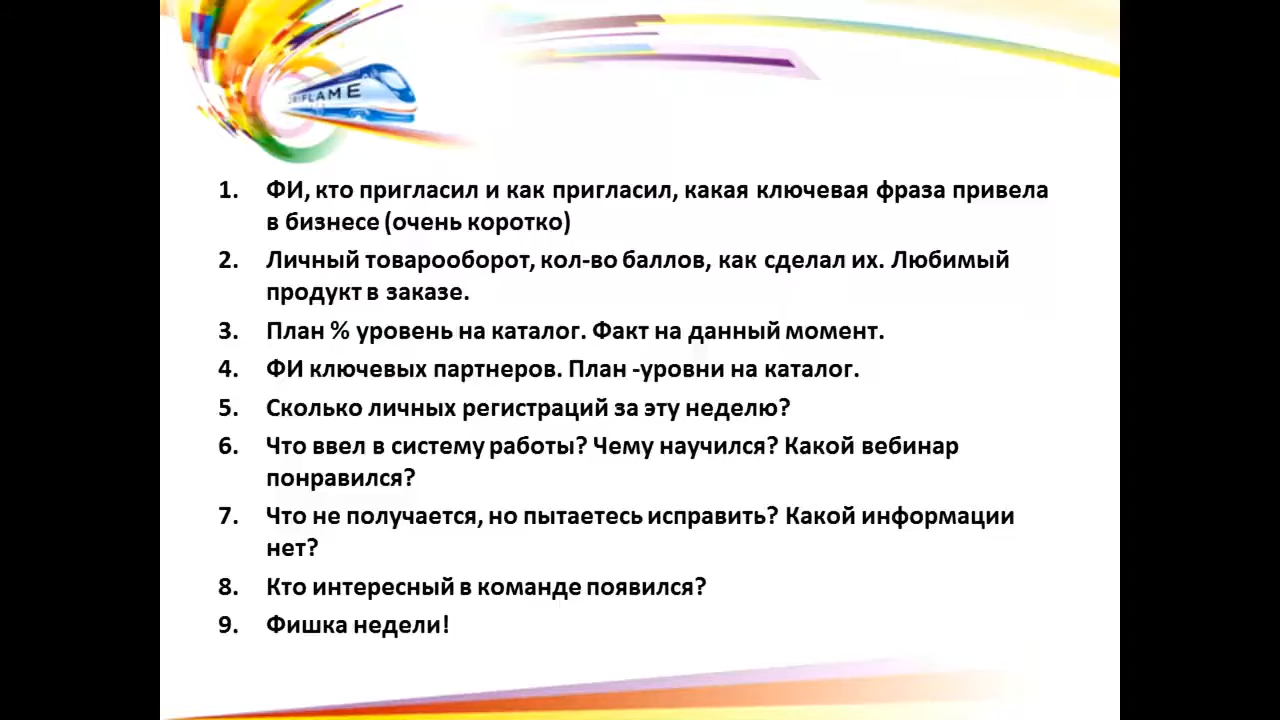 ORIFLAME
1. ФИ, кто пригласил и как пригласил, какая ключевая фраза привела
в бизнесе (очень коротко)
2. Личный товарооборот, кол-во баллов, как сделал их. Любимый
продукт в заказе.
3. План % уровень на каталог. Факт на данный момент.
4. ФИ ключевых партнеров. План -уровни на каталог.
5. Сколько личных регистраций за эту неделю?
6. Что ввел в систему работы? Чему научился? Какой вебинар
понравился?
7. Что не получается, но пытаетесь исправить? Какой информации
нет?
8. Кто интересный в команде появился?
9. Фишка недели!